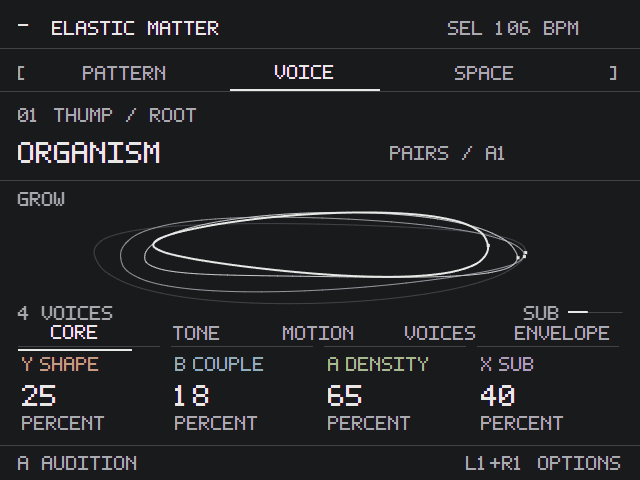 – ELASTIC MATTER SEL 106 BPM
[ PATTERN VOICE SPACE ]
01 THUMP / ROOT
ORGANISM PAIRS / A1
GROW
4 VOICES SUB
CORE TONE MOTION VOICES ENVELOPE
Y SHAPE B COUPLE A DENSITY X SUB
25 18 65 40
PERCENT PERCENT PERCENT PERCENT
A AUDITION L1+R1 OPTIONS